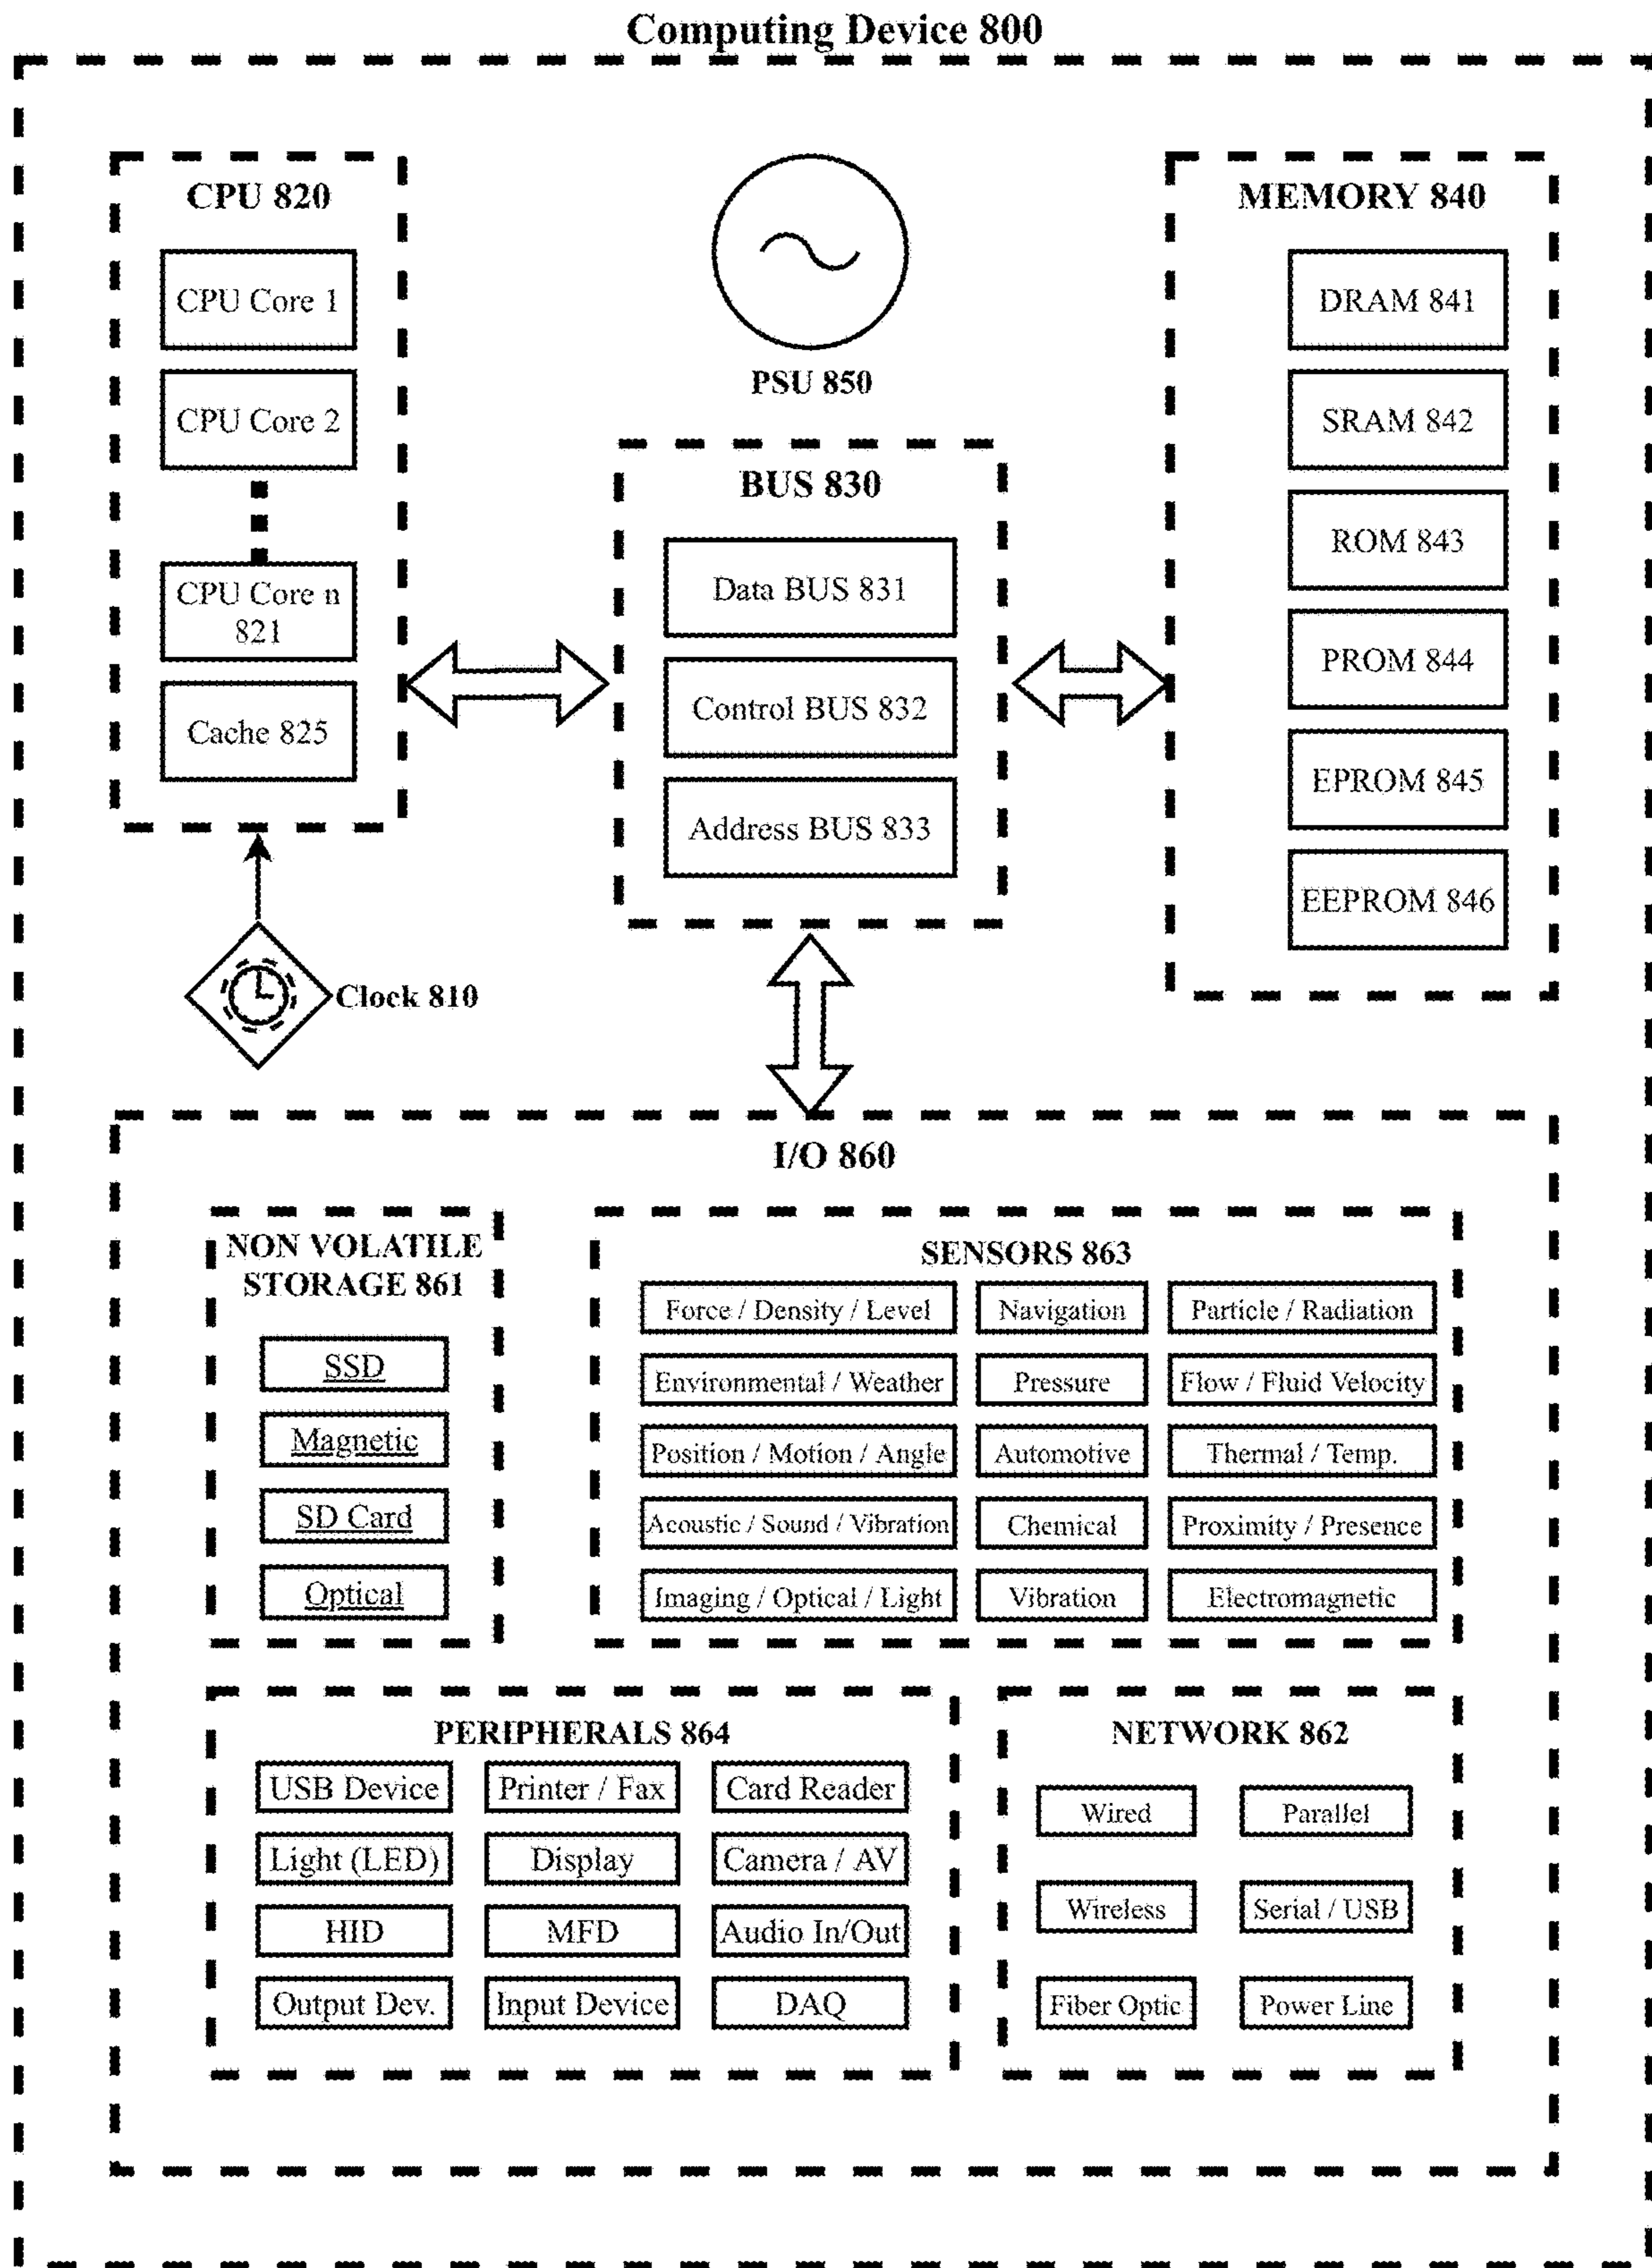 Computing Device 800
CPU 820
CPU Core 1
CPU Core 2
CPU Core n
821
Cache 825
Clock 810
PSU 850
BUS 830
Data BUS 831
Control BUS 832
Address BUS 833
MEMORY 840
DRAM 841
SRAM 842
ROM 843
PROM 844
EPROM 845
EEPROM 846
I/O 860
NON VOLATILE
STORAGE 861
SSD
Magnetic
SD Card
Optical
SENSORS 863
Force / Density / Level
Navigation
Particle / Radiation
Environmental / Weather
Pressure
Flow / Fluid Velocity
Position / Motion / Angle
Automotive
Thermal / Temp.
Acoustic / Sound / Vibration
Chemical
Proximity / Presence
Imaging / Optical / Light
Vibration
Electromagnetic
PERIPHERALS 864
USB Device
Printer / Fax
Card Reader
Light (LED)
Display
Camera / AV
HID
MFD
Audio In/Out
Output Dev.
Input Device
DAQ
NETWORK 862
Wired
Parallel
Wireless
Serial / USB
Fiber Optic
Power Line